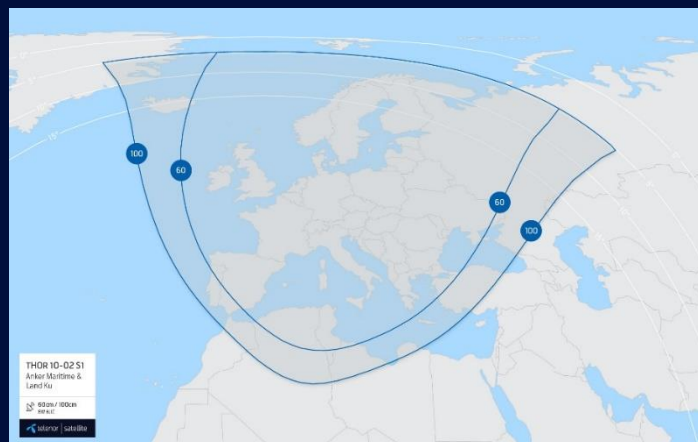 100
60
60
100
THOR 10-02 S1
Anker Maritime &
Land Ku
60cm / 100cm
telenor | satellite